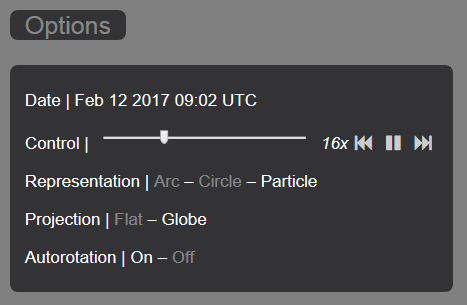 Options
Date | Feb 12 2017 09:02 UTC
Control | 16x
Representation | Arc – Circle – Particle
Projection | Flat – Globe
Autorotation | On – Off